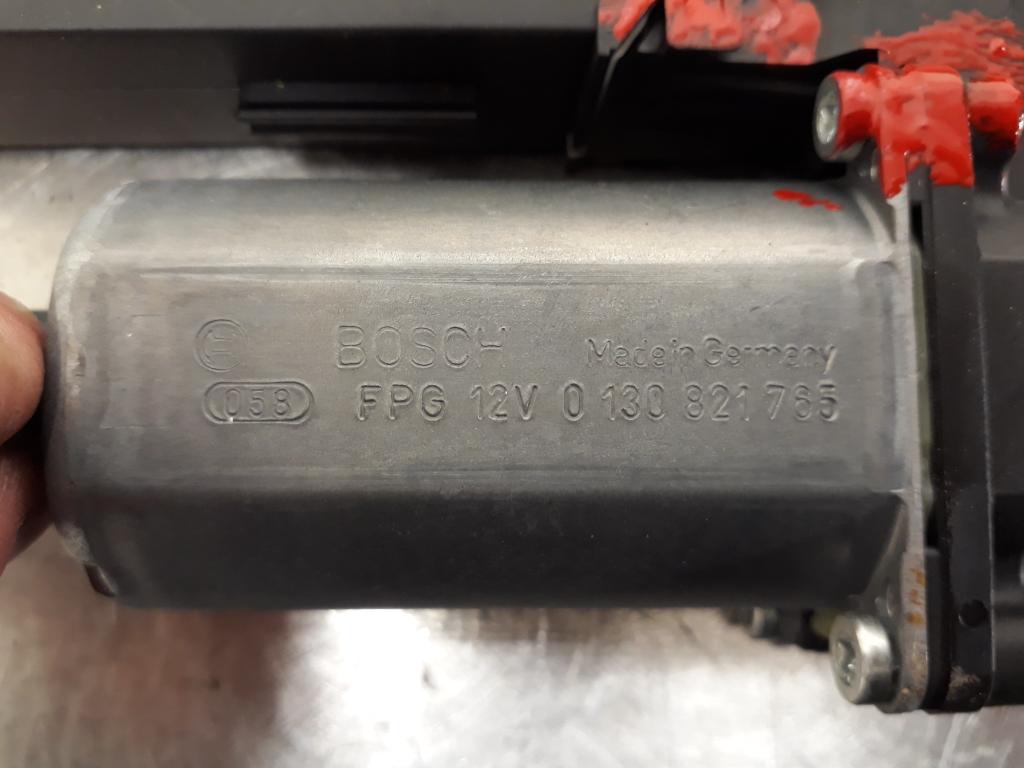 BOSCH Made in Germany
058 FPG 12V 0 130 821 765